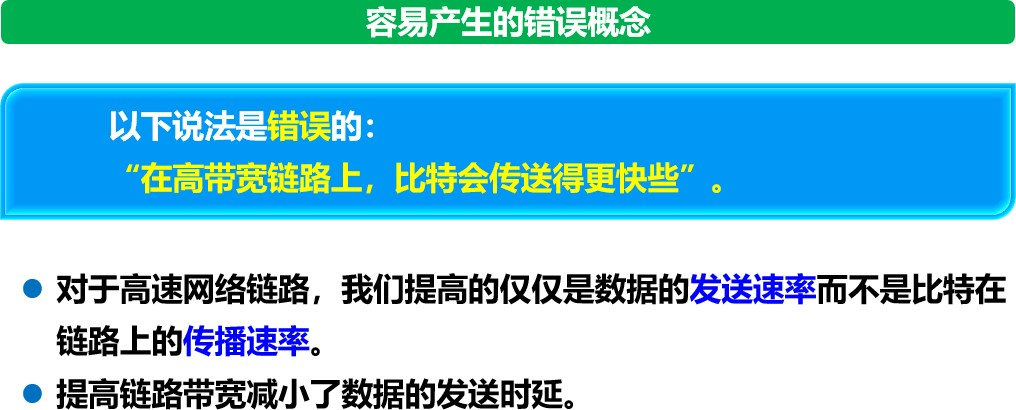 容易产生的错误概念
以下说法是错误的：
“在高带宽链路上，比特会传送得更快些”。
对于高速网络链路，我们提高的仅仅是数据的发送速率而不是比特在
链路上的传播速率。
提高链路带宽减小了数据的发送时延。